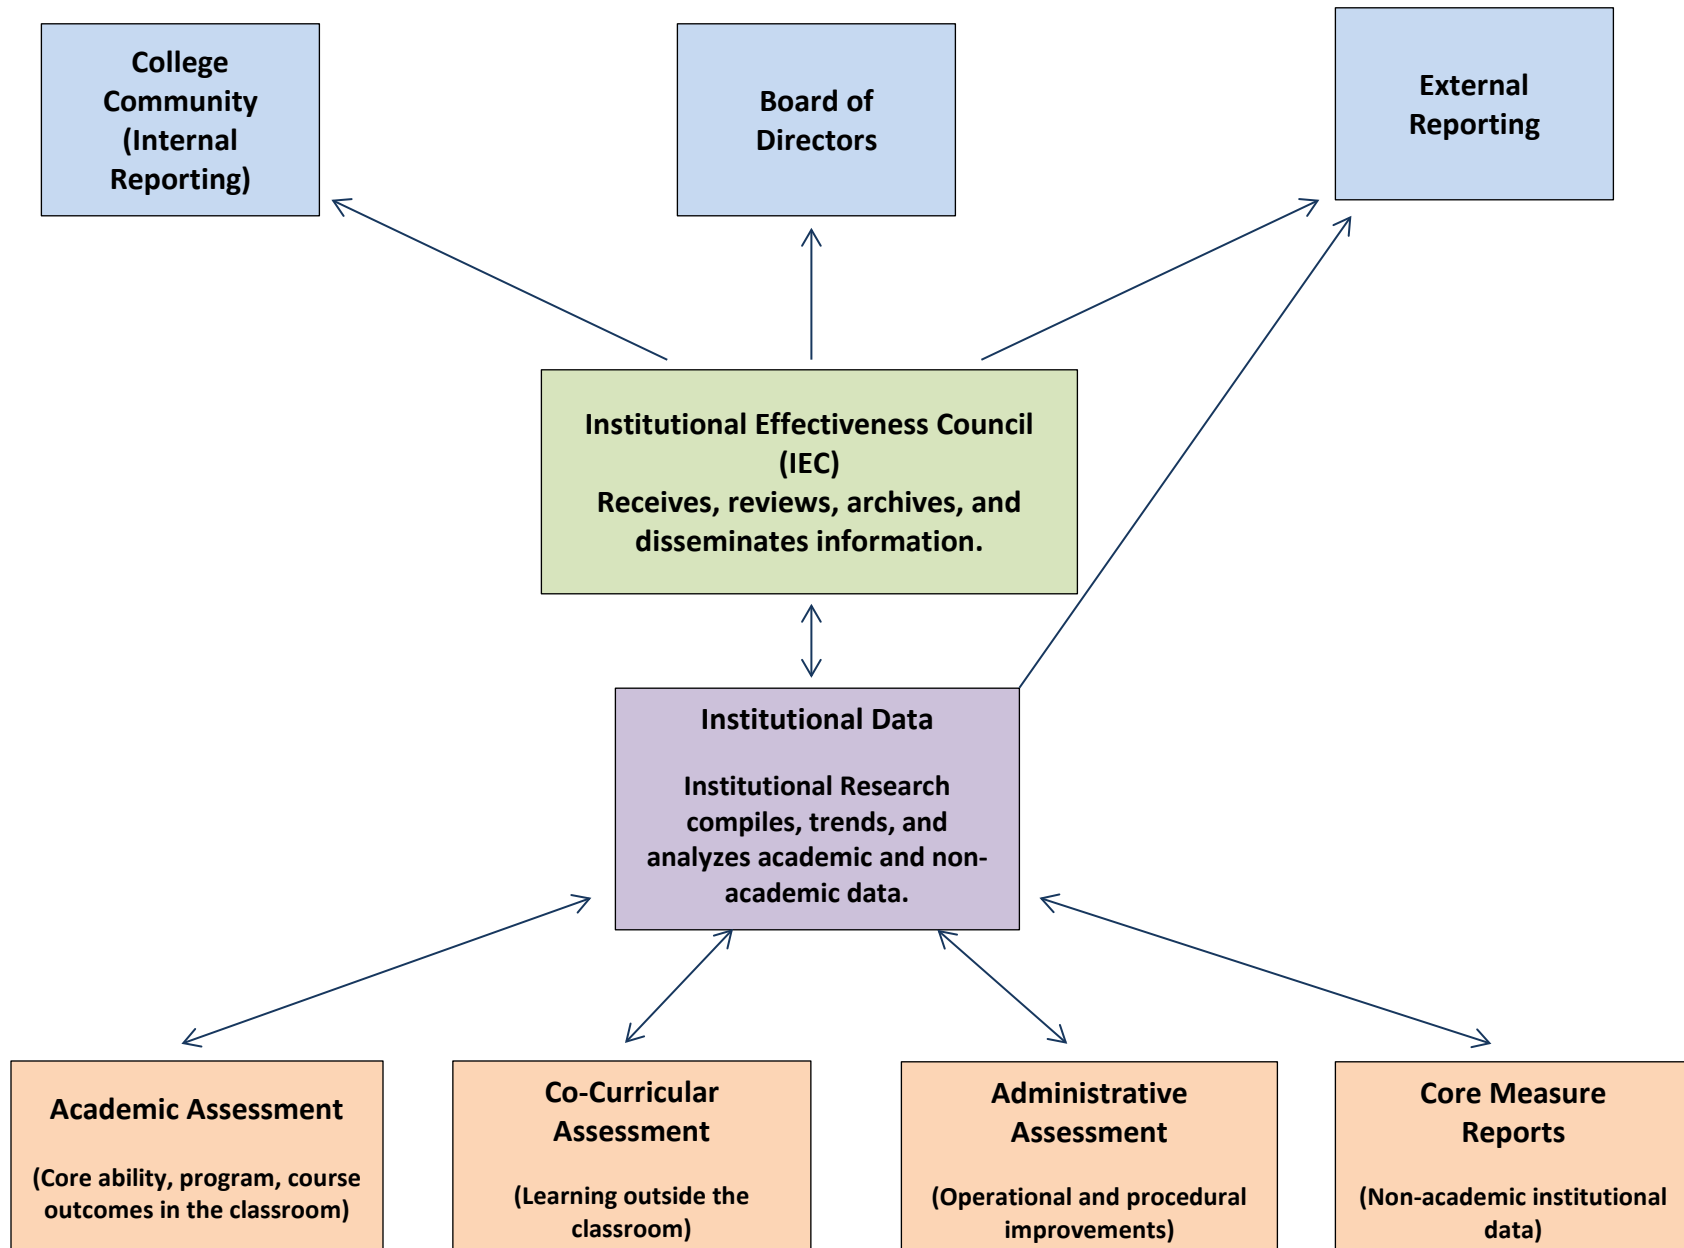 College
Community
(Internal
Reporting)
Board of
Directors
External
Reporting
Institutional Effectiveness Council
(IEC)
Receives, reviews, archives, and
disseminates information.
Institutional Data
Institutional Research
compiles, trends, and
analyzes academic and non-
academic data.
Academic Assessment
(Core ability, program, course
outcomes in the classroom)
Co-Curricular
Assessment
(Learning outside the
classroom)
Administrative
Assessment
(Operational and procedural
improvements)
Core Measure
Reports
(Non-academic institutional
data)